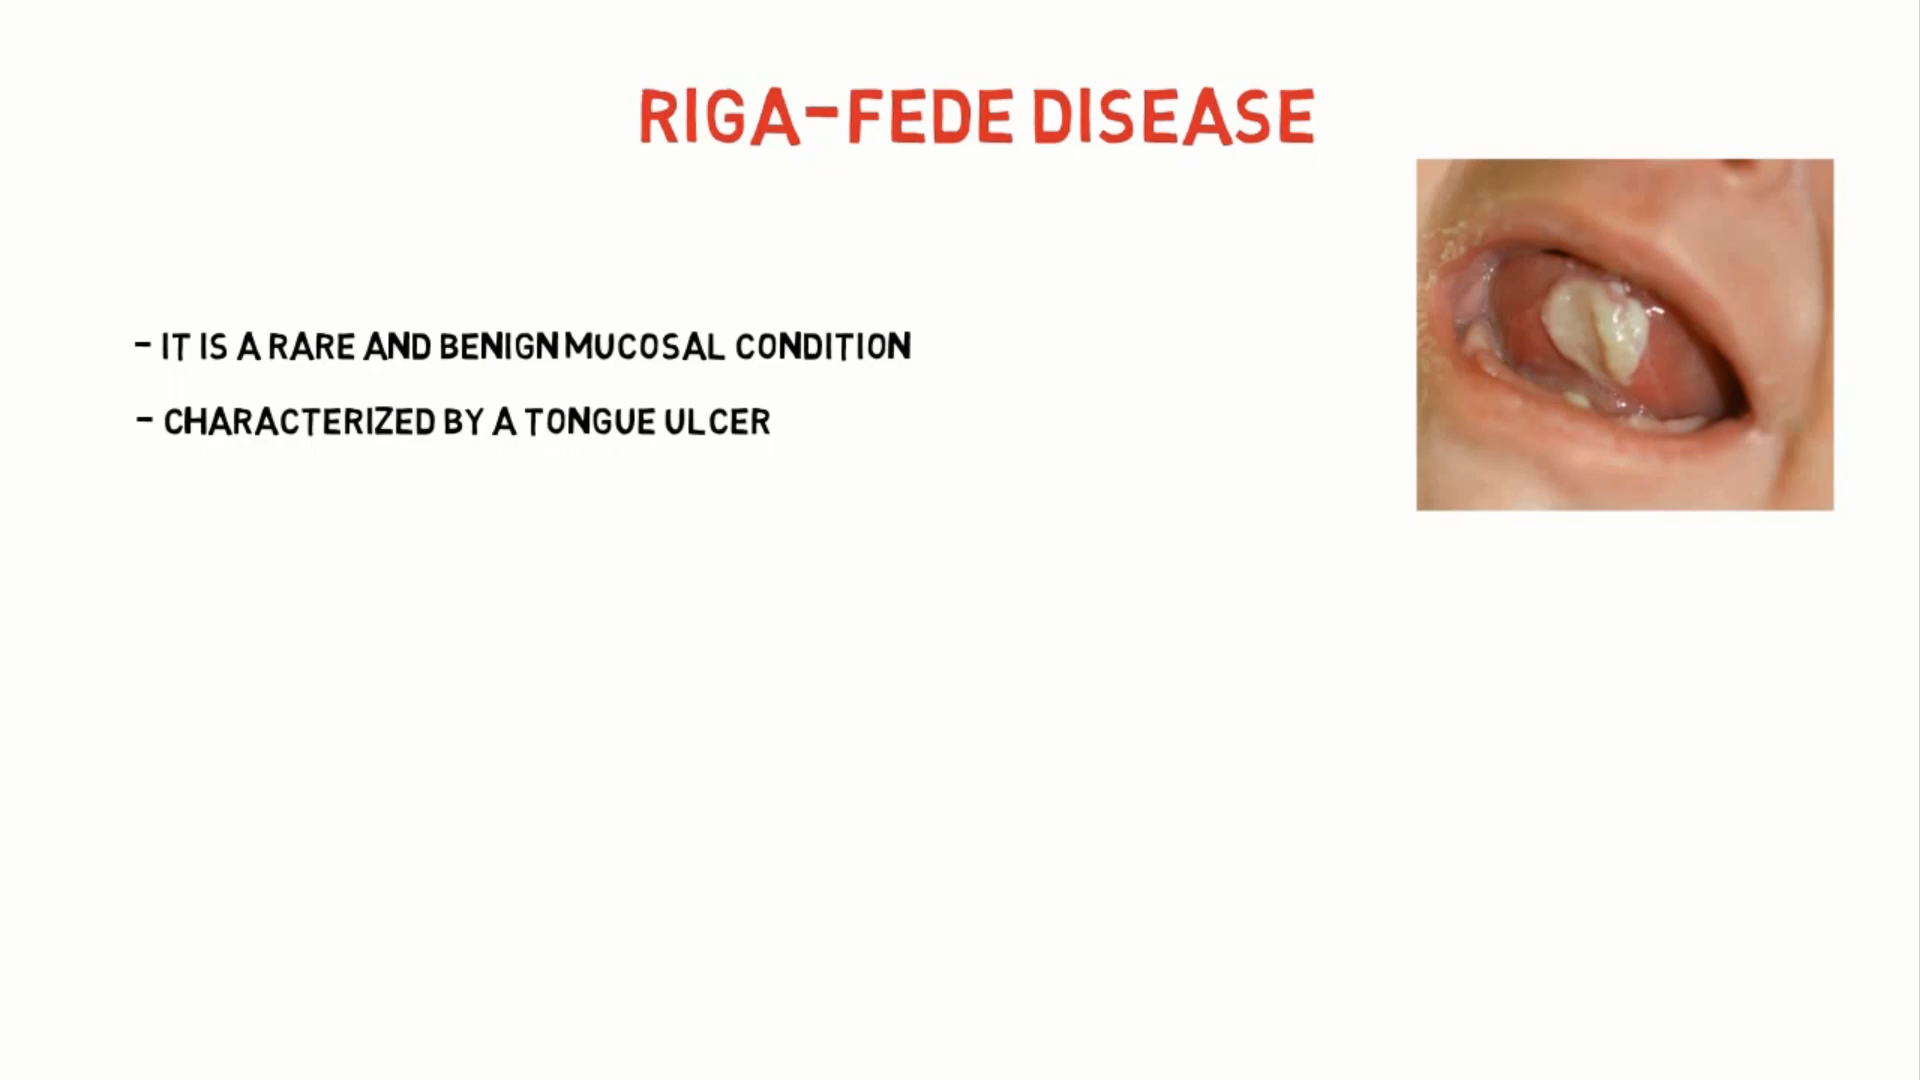 RIGA-FEDE DISEASE
- IT IS A RARE AND BENIGN MUCOSAL CONDITION
- CHARACTERIZED BY A TONGUE ULCER